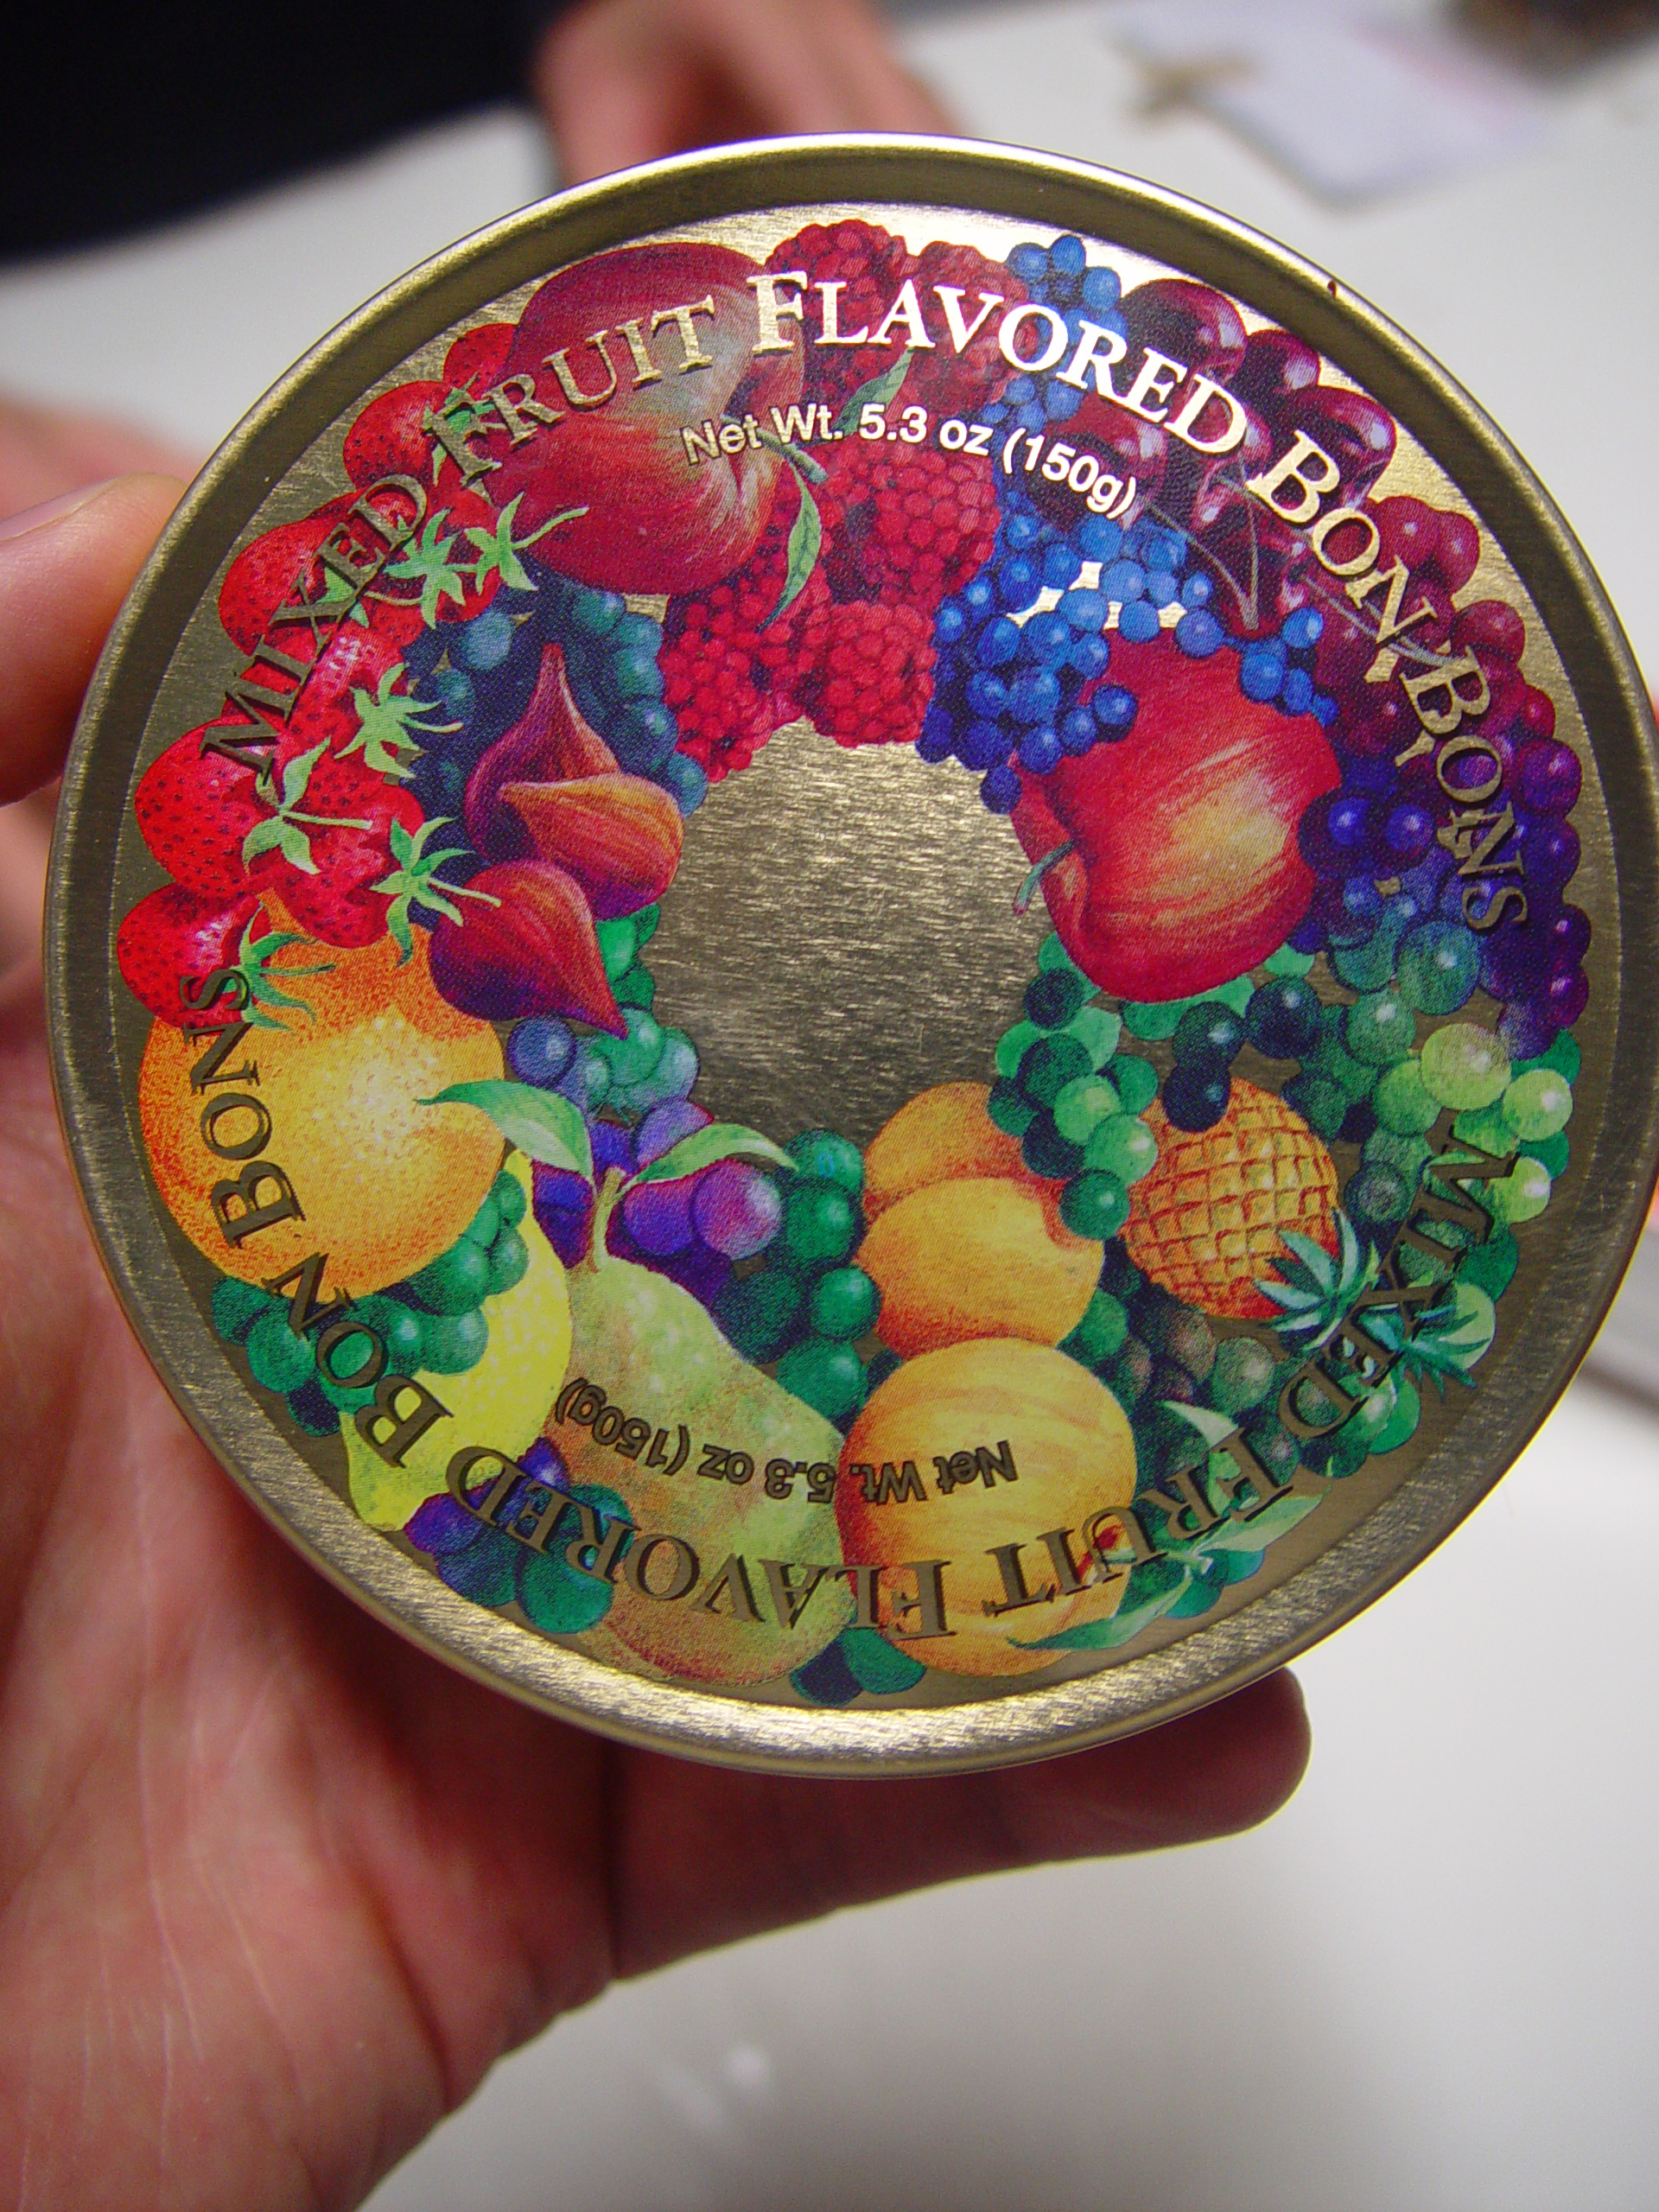 MIXED FRUIT FLAVORED BON BONS
Net Wt. 5.3 oz (150g)
MIXED FRUIT FLAVORED BON BONS
Net Wt. 5.3 oz (150g)